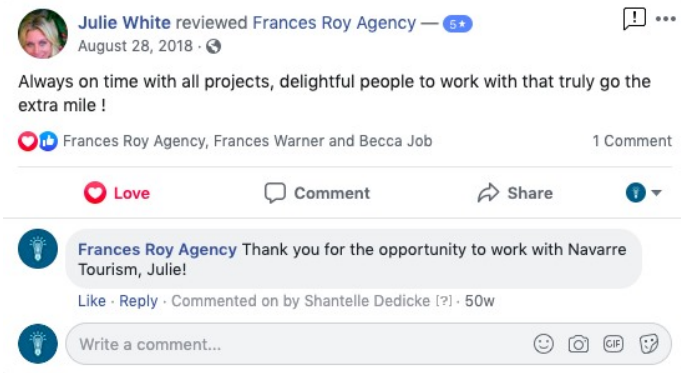 Julie White reviewed Frances Roy Agency — 5★
August 28, 2018 ·
Always on time with all projects, delightful people to work with that truly go the
extra mile !
Frances Roy Agency, Frances Warner and Becca Job 1 Comment
Love Comment Share
Frances Roy Agency Thank you for the opportunity to work with Navarre
Tourism, Julie!
Like · Reply · Commented on by Shantelle Dedicke [?] · 50w
Write a comment... GIF